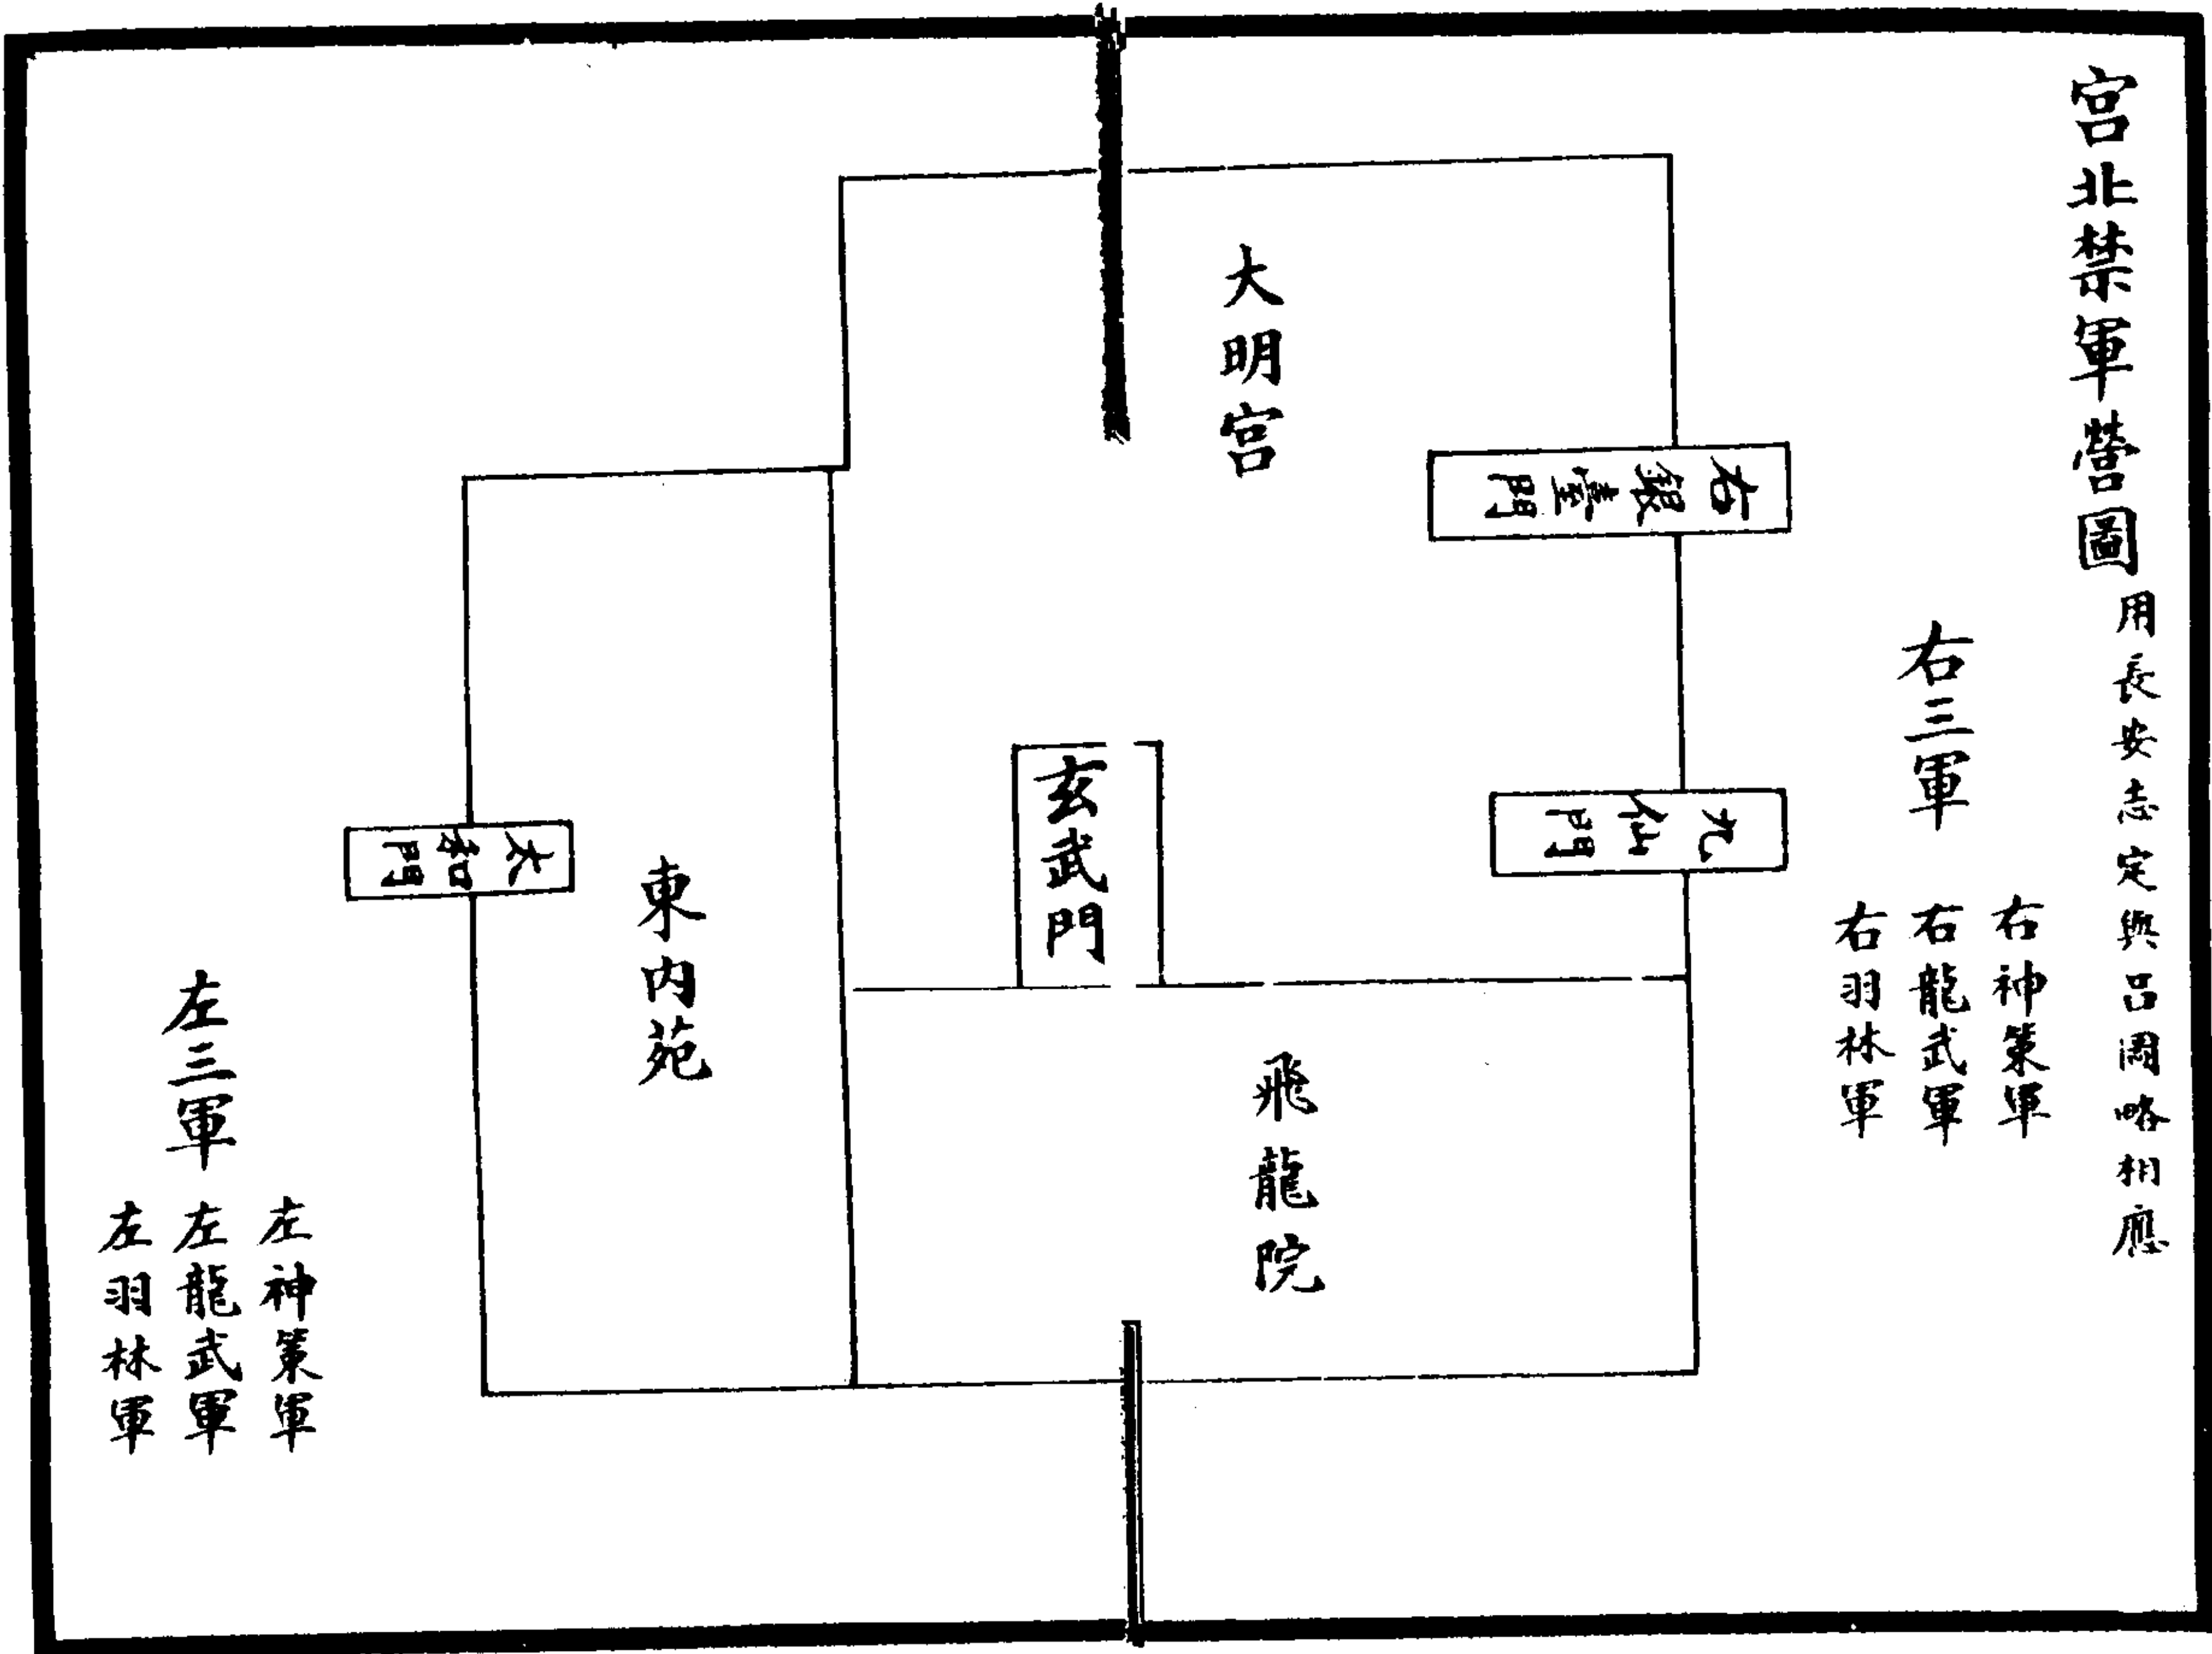 宮北禁軍營圖
用長安志定與呂圖略相應
右三軍
右神策軍
右龍武軍
右羽林軍
右銀臺門
九仙門
大明宮
玄武門
飛龍院
東內苑
太和門
左三軍
左神策軍
左龍武軍
左羽林軍